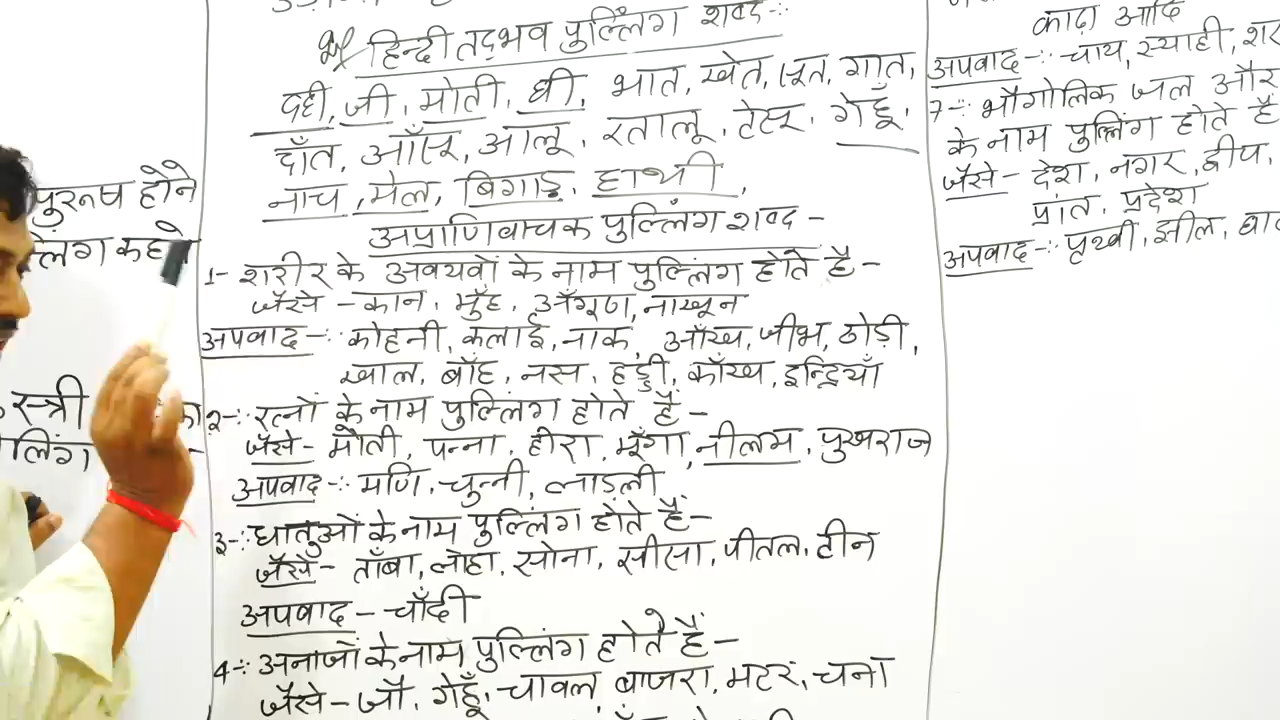 पुरूष होने
स्त्री
लिंग
हिन्दी तद्भव पुल्लिंग शब्द -:
दही, जी, मोती, घी, भात, खेत, सूत, गात,
दाँत, आँसू, आलू, रतालू, टेसू, गेहूँ,
नाच, मेल, बिगाड़, हाथी,
अप्राणिवाचक पुल्लिंग शब्द -
1- शरीर के अवयवों के नाम पुल्लिंग होते है -
जैसे - कान, मुँह, अँगूठा, नाखून
अपवाद -: कोहनी, कलाई, नाक, आँख, जीभ, ठोड़ी,
खाल, बाँह, नस, हड्डी, काँख, इन्द्रियाँ
2-: रत्नों के नाम पुल्लिंग होते हैं -
जैसे - मोती, पन्ना, हीरा, मूँगा, नीलम, पुखराज
अपवाद -: मणि, चुन्नी, लाडली
3-: धातुओं के नाम पुल्लिंग होते हैं -
जैसे - ताँबा, लोहा, सोना, सीसा, पीतल, टीन
अपवाद - चाँदी
4-: अनाजों के नाम पुल्लिंग होते हैं -
जैसे - जौ, गेहूँ, चावल, बाजरा, मटर, चना
काढ़ा आदि
अपवाद -: चाय, स्याही,
7-: भौगोलिक जल और
के नाम पुल्लिंग होते है
जैसे - देश, नगर, द्वीप,
प्रांत, प्रदेश
अपवाद -: पृथ्वी, झील,